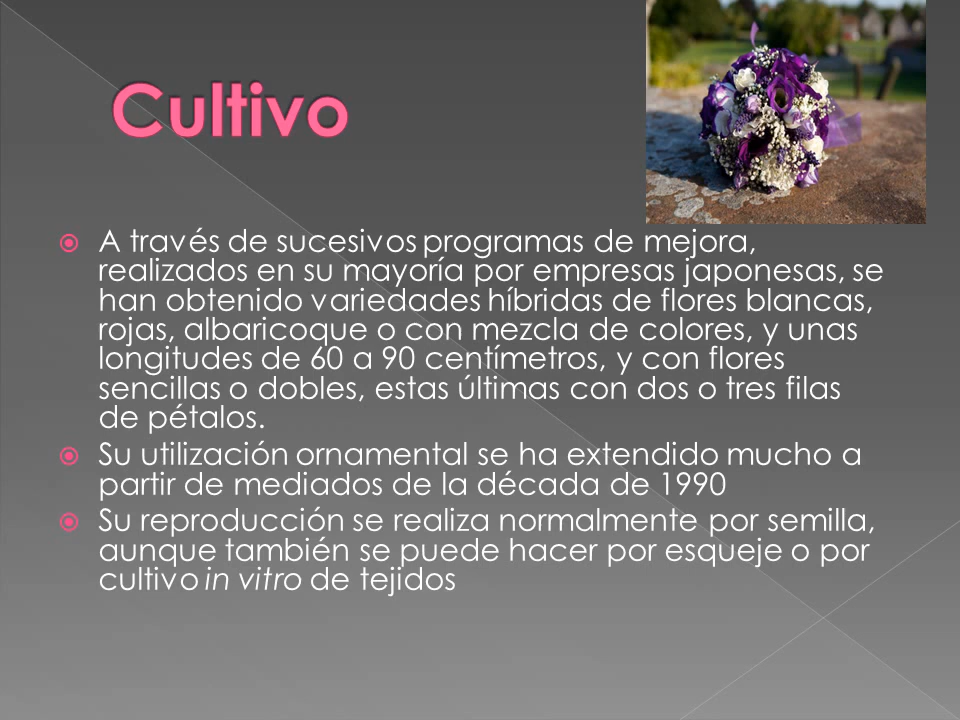 Cultivo
A través de sucesivos programas de mejora,
realizados en su mayoría por empresas japonesas, se
han obtenido variedades híbridas de flores blancas,
rojas, albaricoque o con mezcla de colores, y unas
longitudes de 60 a 90 centímetros, y con flores
sencillas o dobles, estas últimas con dos o tres filas
de pétalos.
Su utilización ornamental se ha extendido mucho a
partir de mediados de la década de 1990
Su reproducción se realiza normalmente por semilla,
aunque también se puede hacer por esqueje o por
cultivo in vitro de tejidos